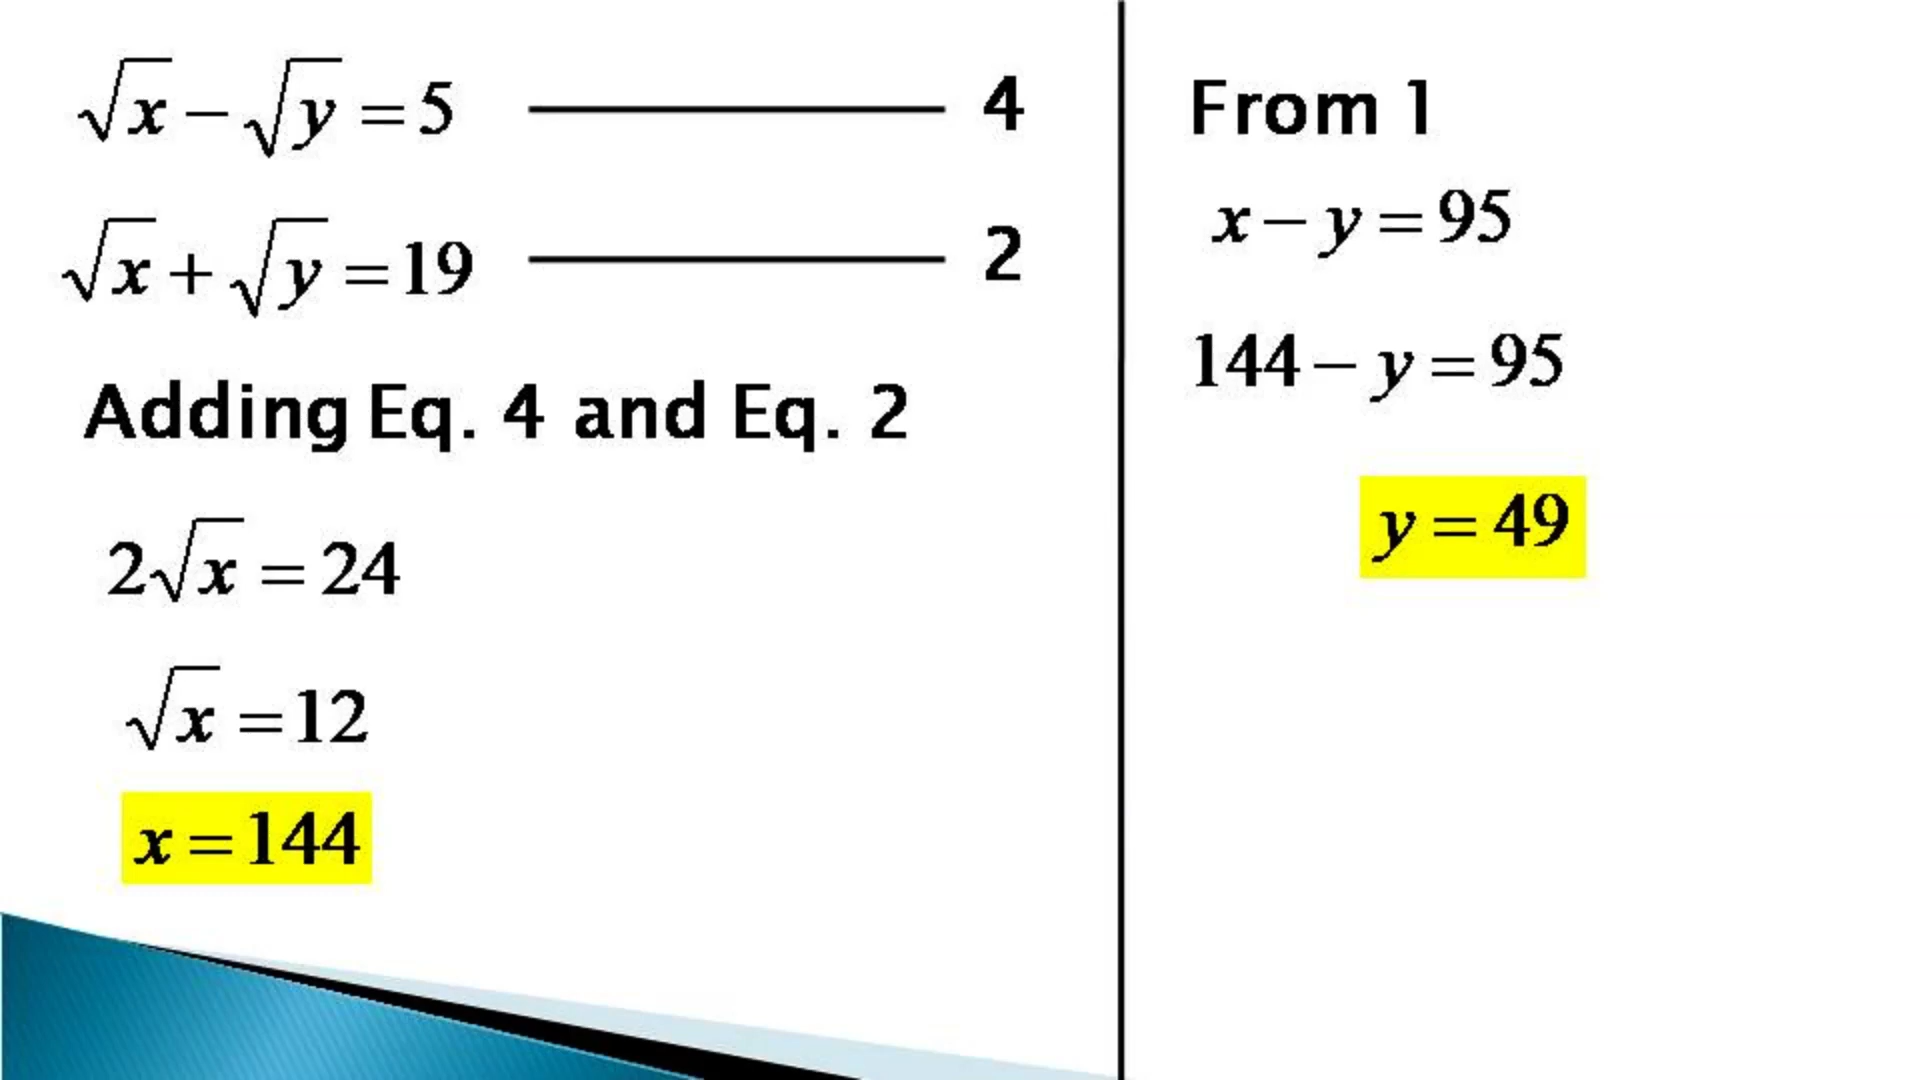 √x − √y = 5 4
√x + √y = 19 2
Adding Eq. 4 and Eq. 2
2√x = 24
√x = 12
x = 144
From 1
x − y = 95
144 − y = 95
y = 49